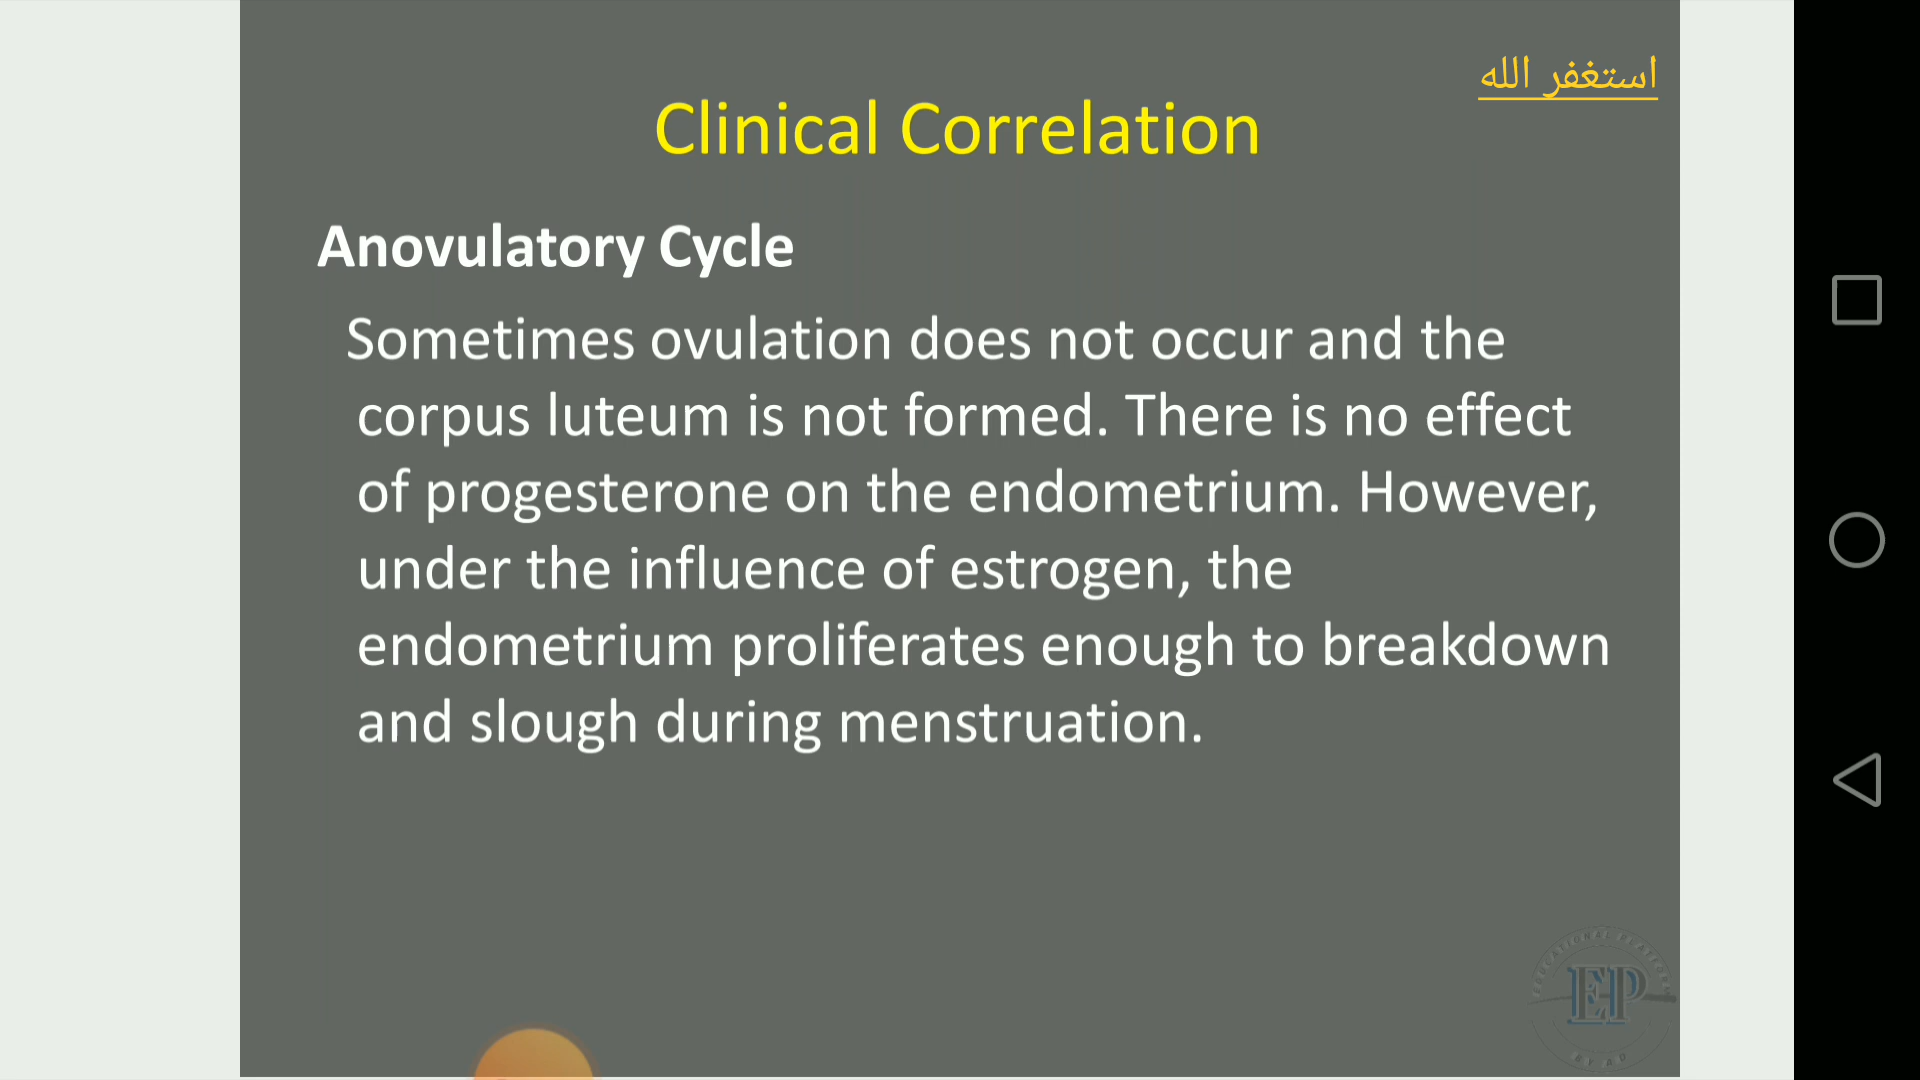 استغفر الله
Clinical Correlation
Anovulatory Cycle
Sometimes ovulation does not occur and the
corpus luteum is not formed. There is no effect
of progesterone on the endometrium. However,
under the influence of estrogen, the
endometrium proliferates enough to breakdown
and slough during menstruation.
EP